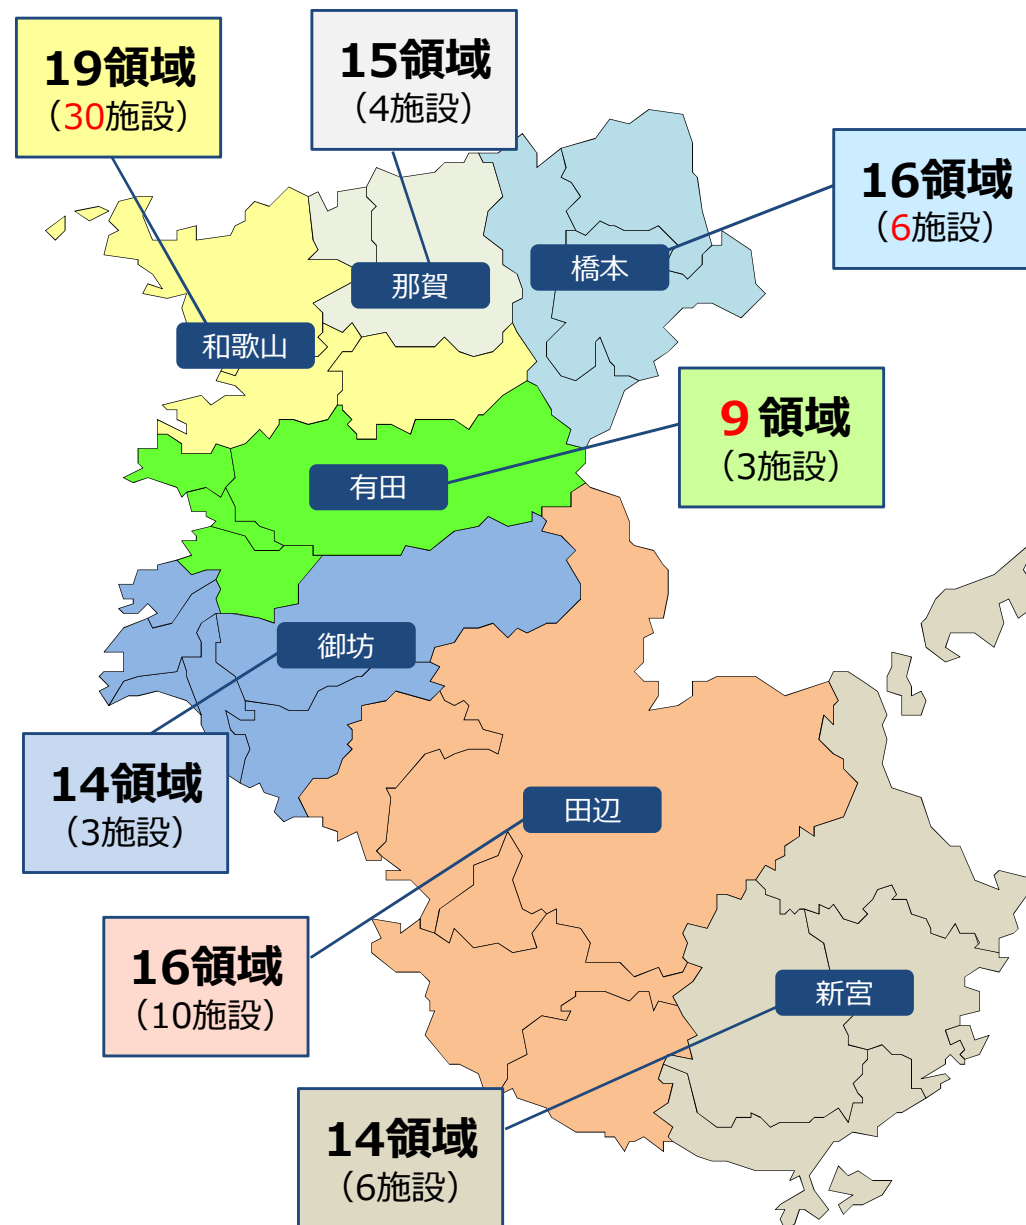 19領域
（30施設）
15領域
（4施設）
16領域
（6施設）
那賀
橋本
和歌山
9領域
（3施設）
有田
御坊
14領域
（3施設）
田辺
16領域
（10施設）
新宮
14領域
（6施設）